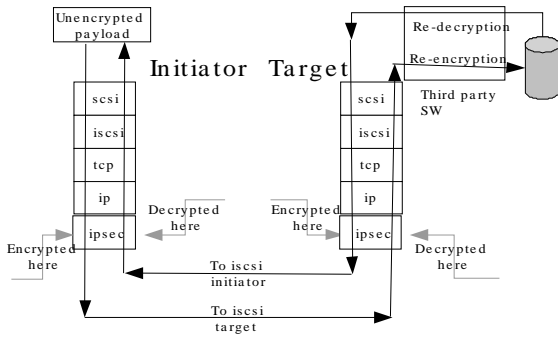 Unencrypted
payload
Initiator Target
Re-decryption
Re-encryption
Third party
SW
scsi
iscsi
tcp
ip
ipsec
Encrypted
here
Decrypted
here
scsi
iscsi
tcp
ip
ipsec
Encrypted
here
Decrypted
here
To iscsi
initiator
To iscsi
target